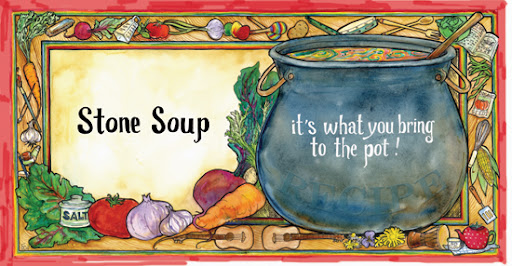 Stone Soup
it's what you bring
to the pot!
SALT